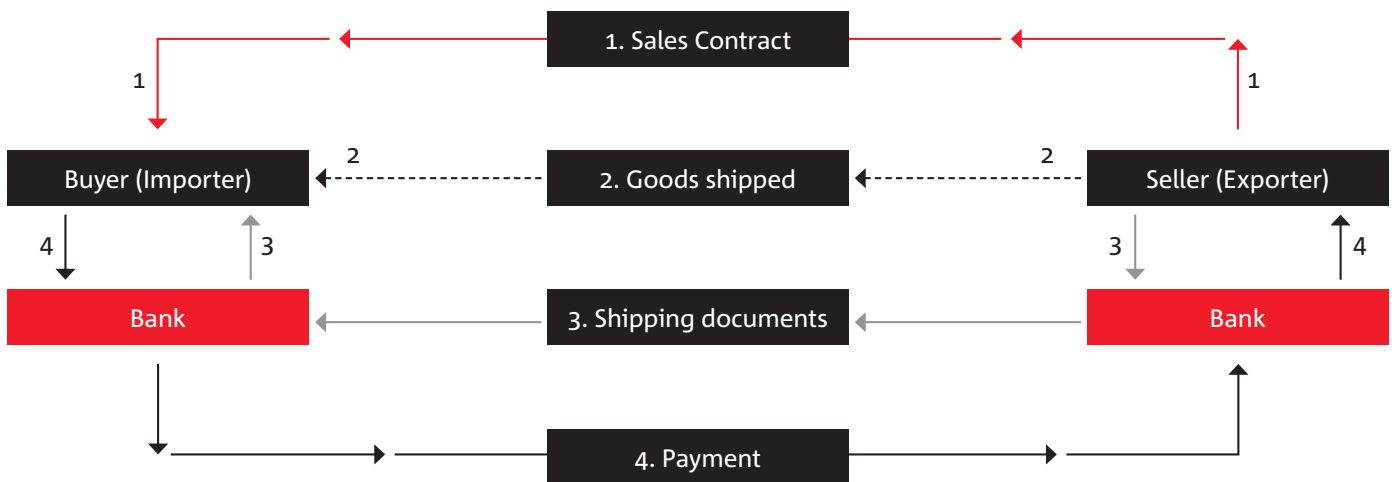 1. Sales Contract
1
1
Buyer (Importer)
2
2. Goods shipped
2
Seller (Exporter)
4
3
3
4
Bank
3. Shipping documents
Bank
4. Payment